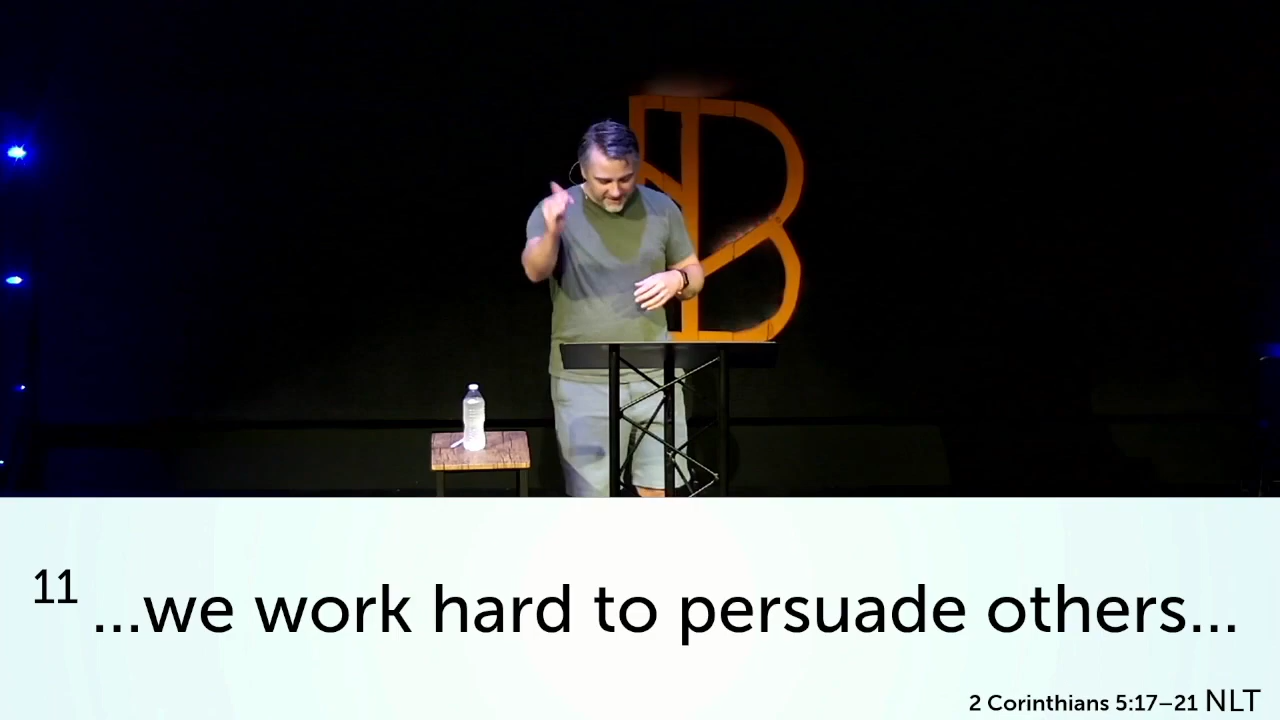 B
11 ...we work hard to persuade others...
2 Corinthians 5:17–21 NLT